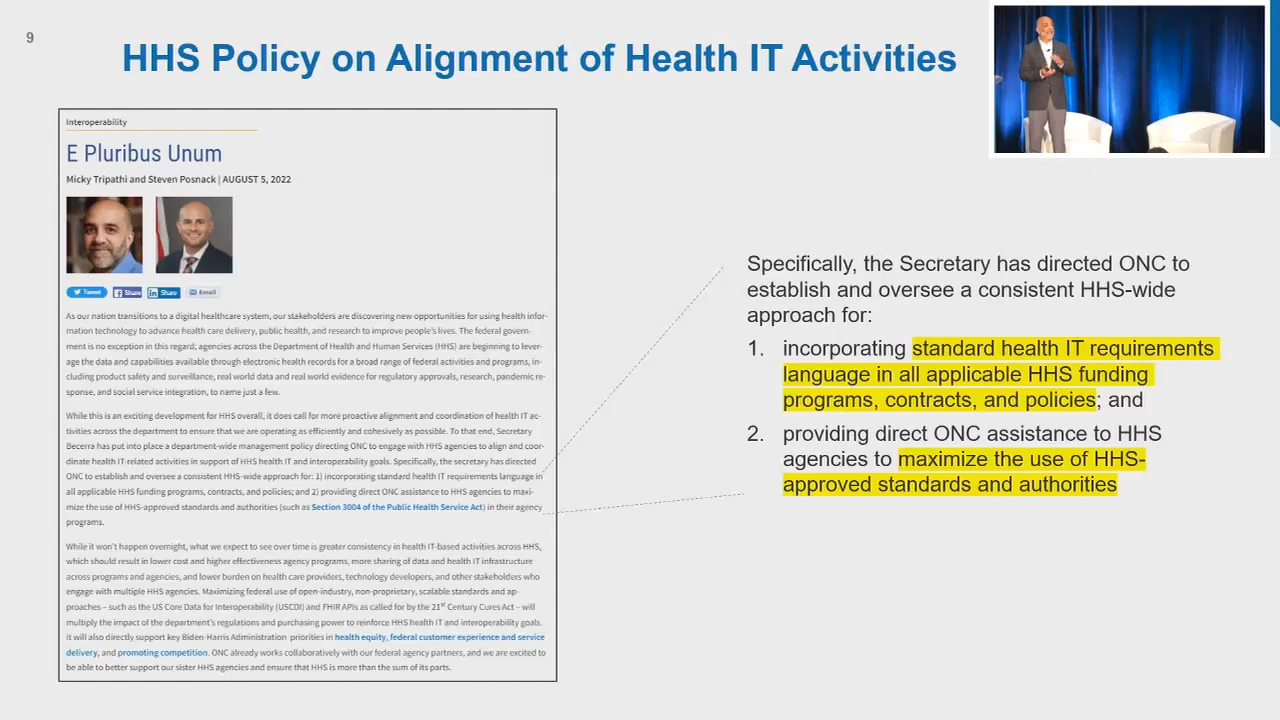 9
HHS Policy on Alignment of Health IT Activities
Interoperability
E Pluribus Unum
Micky Tripathi and Steven Posnack | AUGUST 5, 2022
Tweet Share Share Email
As our nation transitions to a digital healthcare system, our stakeholders are discovering new opportunities for using health infor-
mation technology to advance health care delivery, public health, and research to improve people's lives. The federal govern-
ment is no exception in this regard; agencies across the Department of Health and Human Services (HHS) are beginning to lever-
age the data and capabilities available through electronic health records for a broad range of federal activities and programs, in-
cluding product safety and surveillance, real world data and real world evidence for regulatory approvals, research, pandemic re-
sponse, and social service integration, to name just a few.
While this is an exciting development for HHS overall, it does call for more proactive alignment and coordination of health IT ac-
tivities across the department to ensure that we are operating as efficiently and cohesively as possible. To that end, Secretary
Becerra has put into place a department-wide management policy directing ONC to engage with HHS agencies to align and coor-
dinate health IT-related activities in support of HHS health IT and interoperability goals. Specifically, the secretary has directed
ONC to establish and oversee a consistent HHS-wide approach for: 1) incorporating standard health IT requirements language in
all applicable HHS funding programs, contracts, and policies; and 2) providing direct ONC assistance to HHS agencies to maxi-
mize the use of HHS-approved standards and authorities (such as Section 3004 of the Public Health Service Act) in their agency
programs.
While it won't happen overnight, what we expect to see over time is greater consistency in health IT-based activities across HHS,
which should result in lower cost and higher effectiveness agency programs, more sharing of data and health IT infrastructure
across programs and agencies, and lower burden on health care providers, technology developers, and other stakeholders who
engage with multiple HHS agencies. Maximizing federal use of open-industry, non-proprietary, scalable standards and ap-
proaches – such as the US Core Data for Interoperability (USCDI) and FHIR APIs as called for by the 21st Century Cures Act – will
multiply the impact of the department's regulations and purchasing power to reinforce HHS health IT and interoperability goals.
It will also directly support key Biden-Harris Administration priorities in health equity, federal customer experience and service
delivery, and promoting competition. ONC already works collaboratively with our federal agency partners, and we are excited to
be able to better support our sister HHS agencies and ensure that HHS is more than the sum of its parts.
Specifically, the Secretary has directed ONC to
establish and oversee a consistent HHS-wide
approach for:
1. incorporating standard health IT requirements
language in all applicable HHS funding
programs, contracts, and policies; and
2. providing direct ONC assistance to HHS
agencies to maximize the use of HHS-
approved standards and authorities